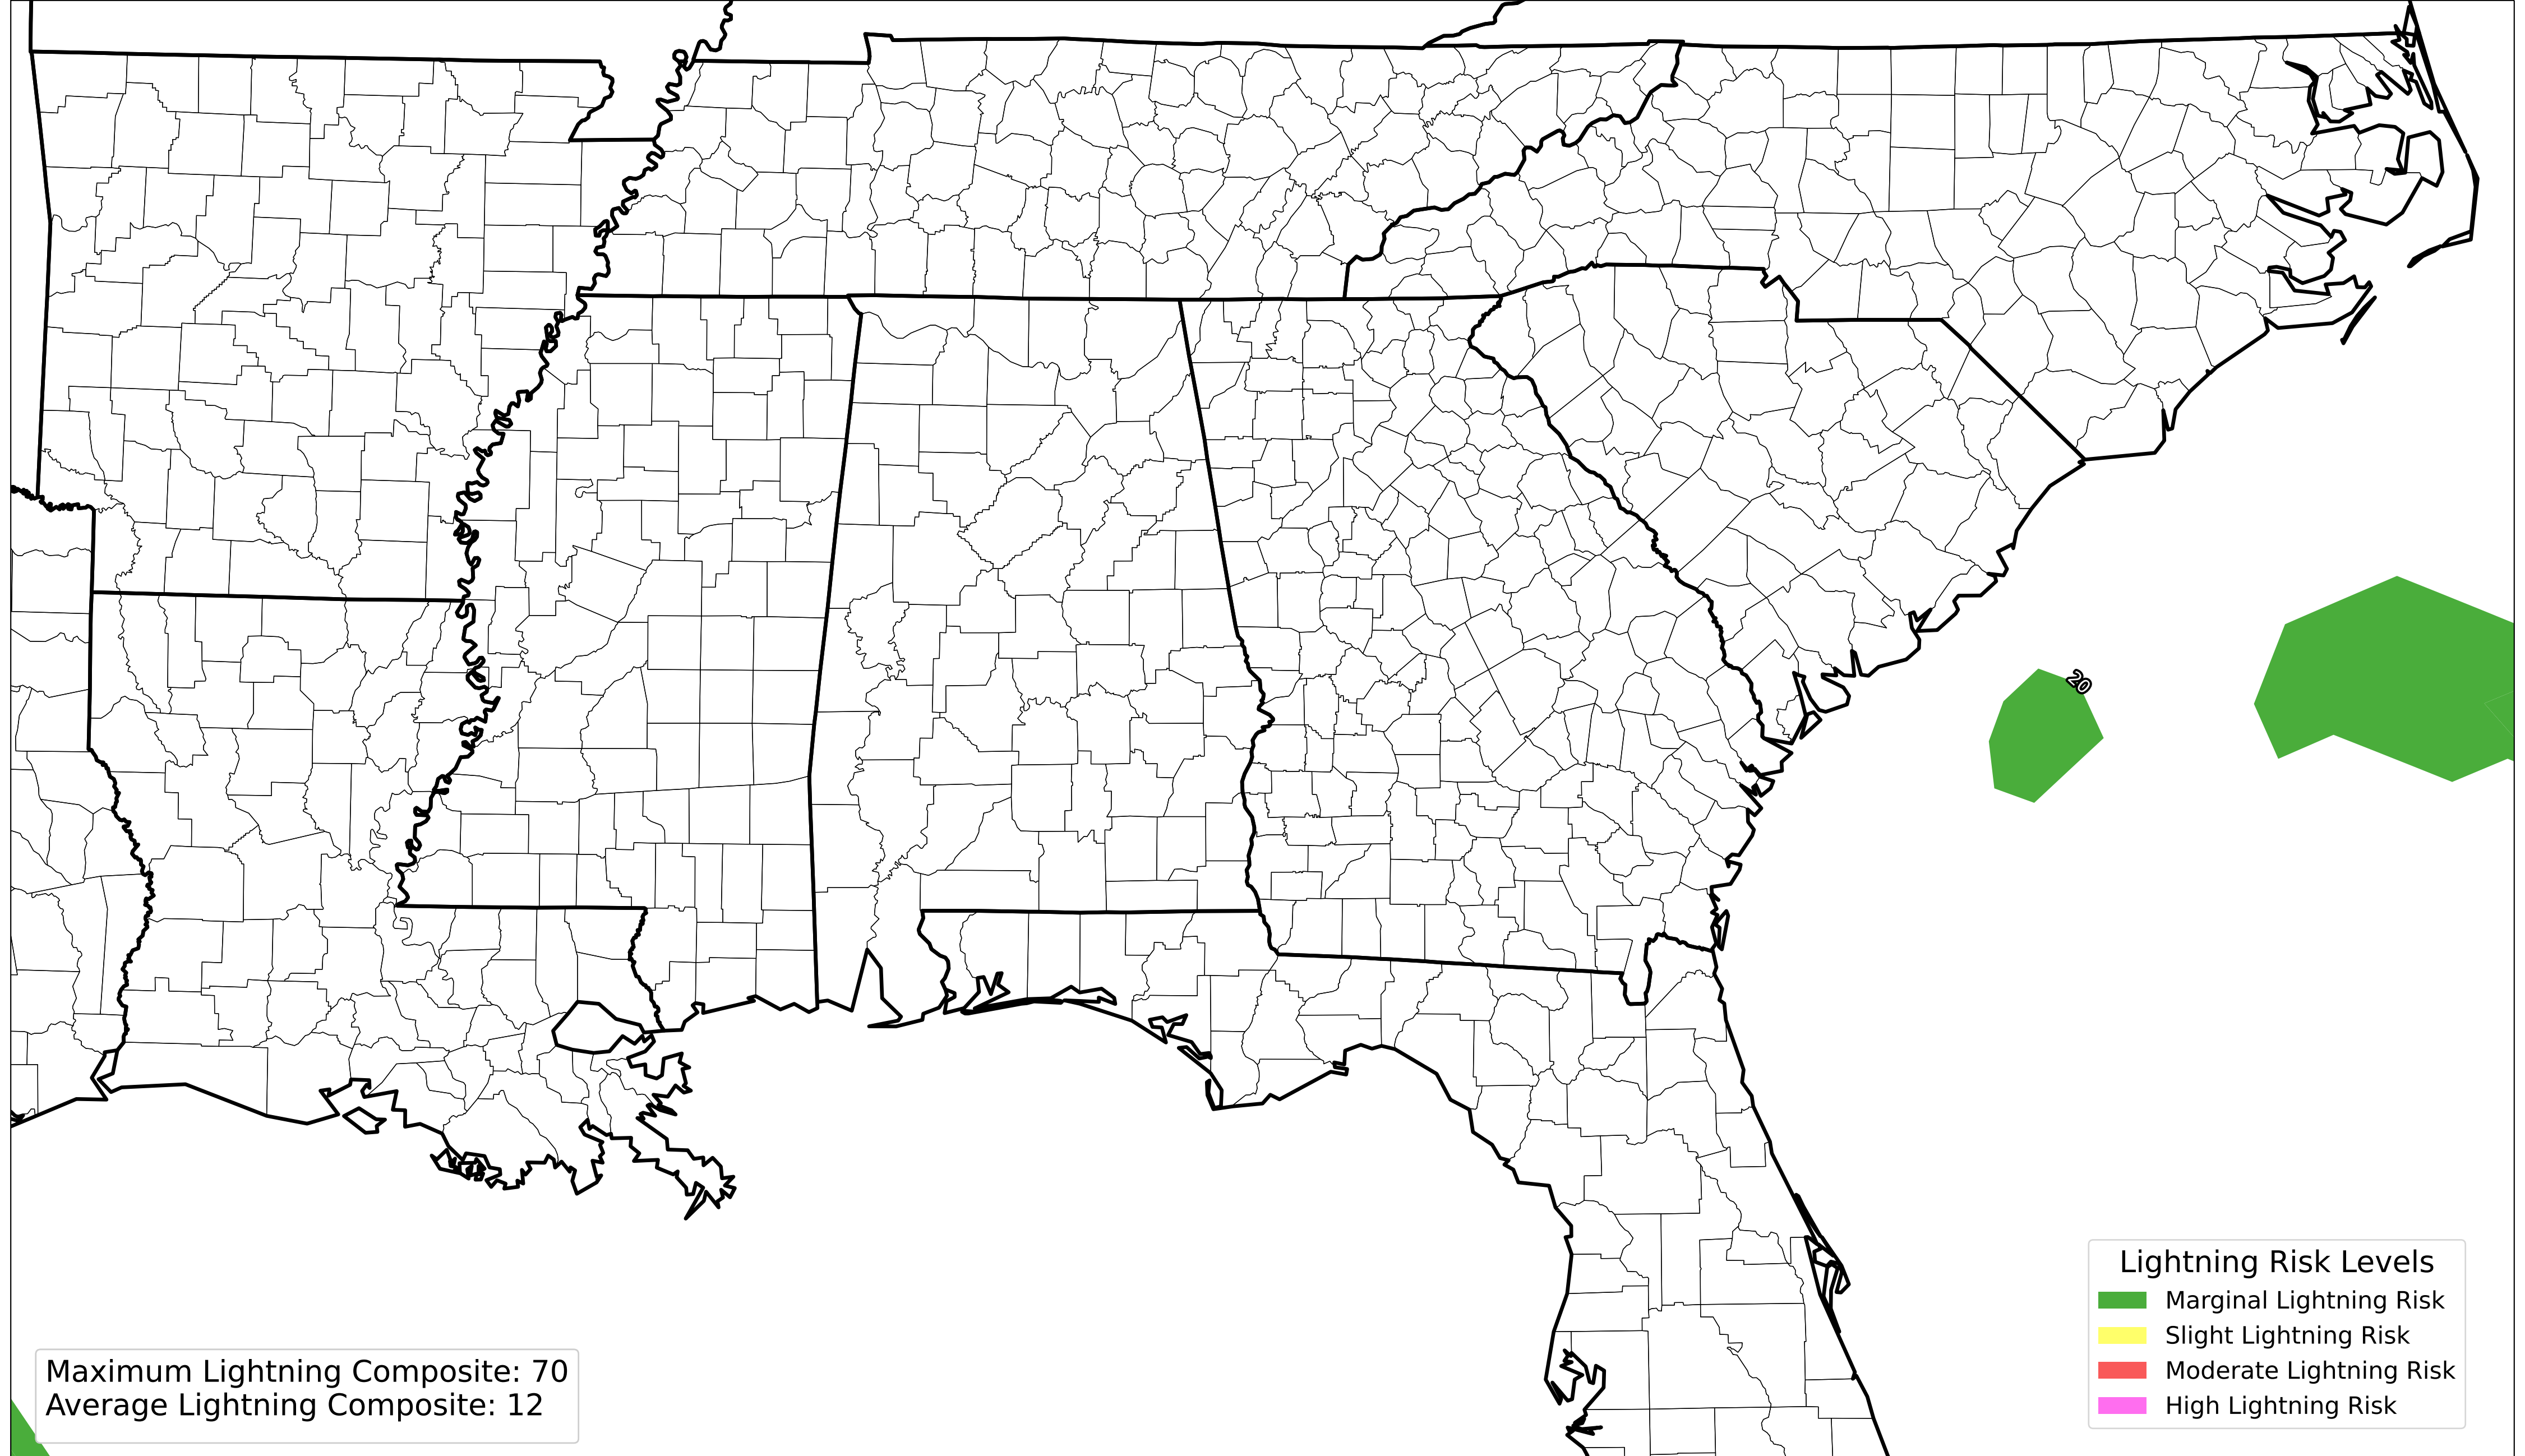 20
Lightning Risk Levels
Marginal Lightning Risk
Slight Lightning Risk
Moderate Lightning Risk
High Lightning Risk
Maximum Lightning Composite: 70
Average Lightning Composite: 12